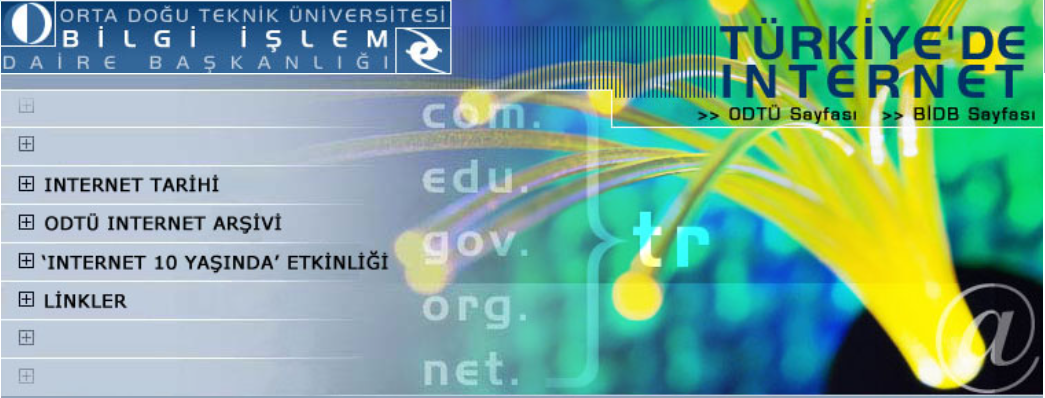 ORTA DOĞU TEKNİK ÜNİVERSİTESİ
BİLGİ İŞLEM
DAİRE BAŞKANLIĞI
TÜRKİYE'DE
INTERNET
>> ODTÜ Sayfası >> BİDB Sayfası
INTERNET TARİHİ
ODTÜ INTERNET ARŞİVİ
‘INTERNET 10 YAŞINDA’ ETKİNLİĞİ
LİNKLER
com.
edu.
gov.
org.
net.
tr
@